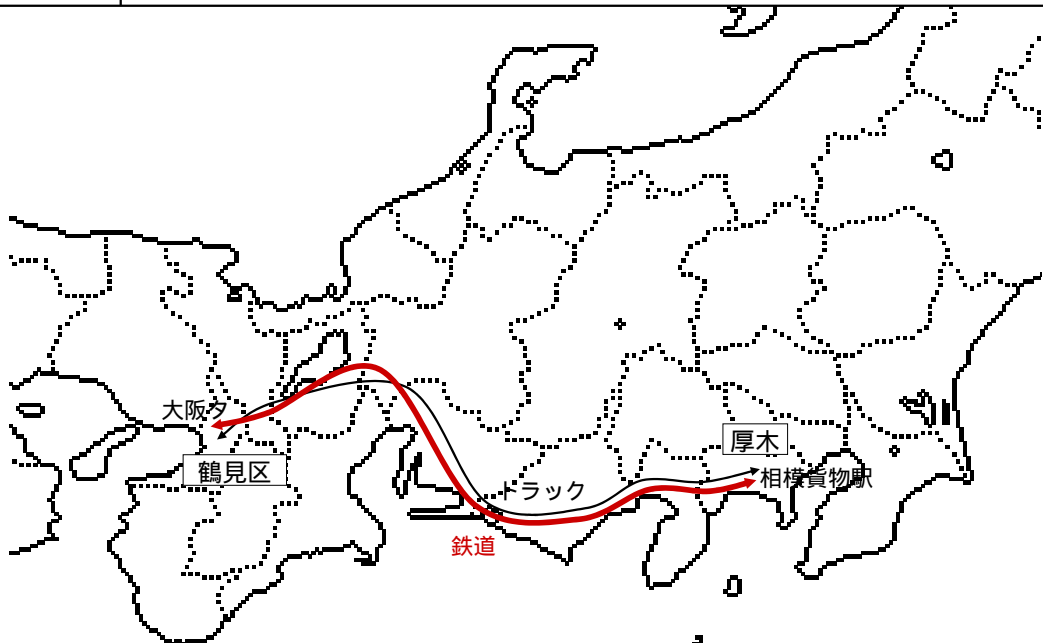 大阪タ
鶴見区
トラック
鉄道
厚木
相模貨物駅